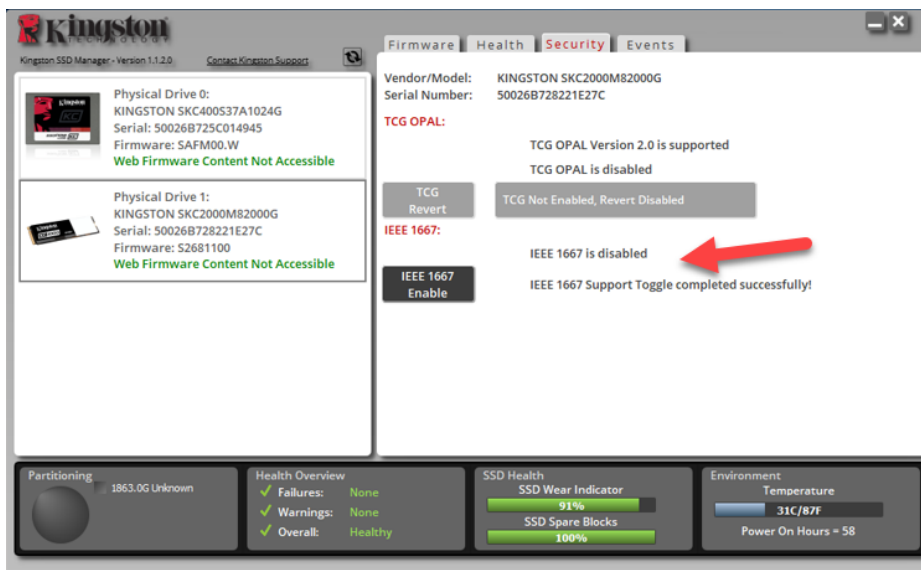 Kingston
TECHNOLOGY
Kingston SSD Manager - Version 1.1.2.0
Contact Kingston Support
Firmware
Health
Security
Events
Physical Drive 0:
KINGSTON SKC400S37A1024G
Serial: 50026B725C014945
Firmware: SAFM00.W
Web Firmware Content Not Accessible
Physical Drive 1:
KINGSTON SKC2000M82000G
Serial: 50026B728221E27C
Firmware: S2681100
Web Firmware Content Not Accessible
Vendor/Model: KINGSTON SKC2000M82000G
Serial Number: 50026B728221E27C
TCG OPAL:
TCG OPAL Version 2.0 is supported
TCG OPAL is disabled
TCG
Revert
TCG Not Enabled, Revert Disabled
IEEE 1667:
IEEE 1667 is disabled
IEEE 1667
Enable
IEEE 1667 Support Toggle completed successfully!
Partitioning
1863.0G Unknown
Health Overview
Failures: None
Warnings: None
Overall: Healthy
SSD Health
SSD Wear Indicator
91%
SSD Spare Blocks
100%
Environment
Temperature
31C/87F
Power On Hours = 58